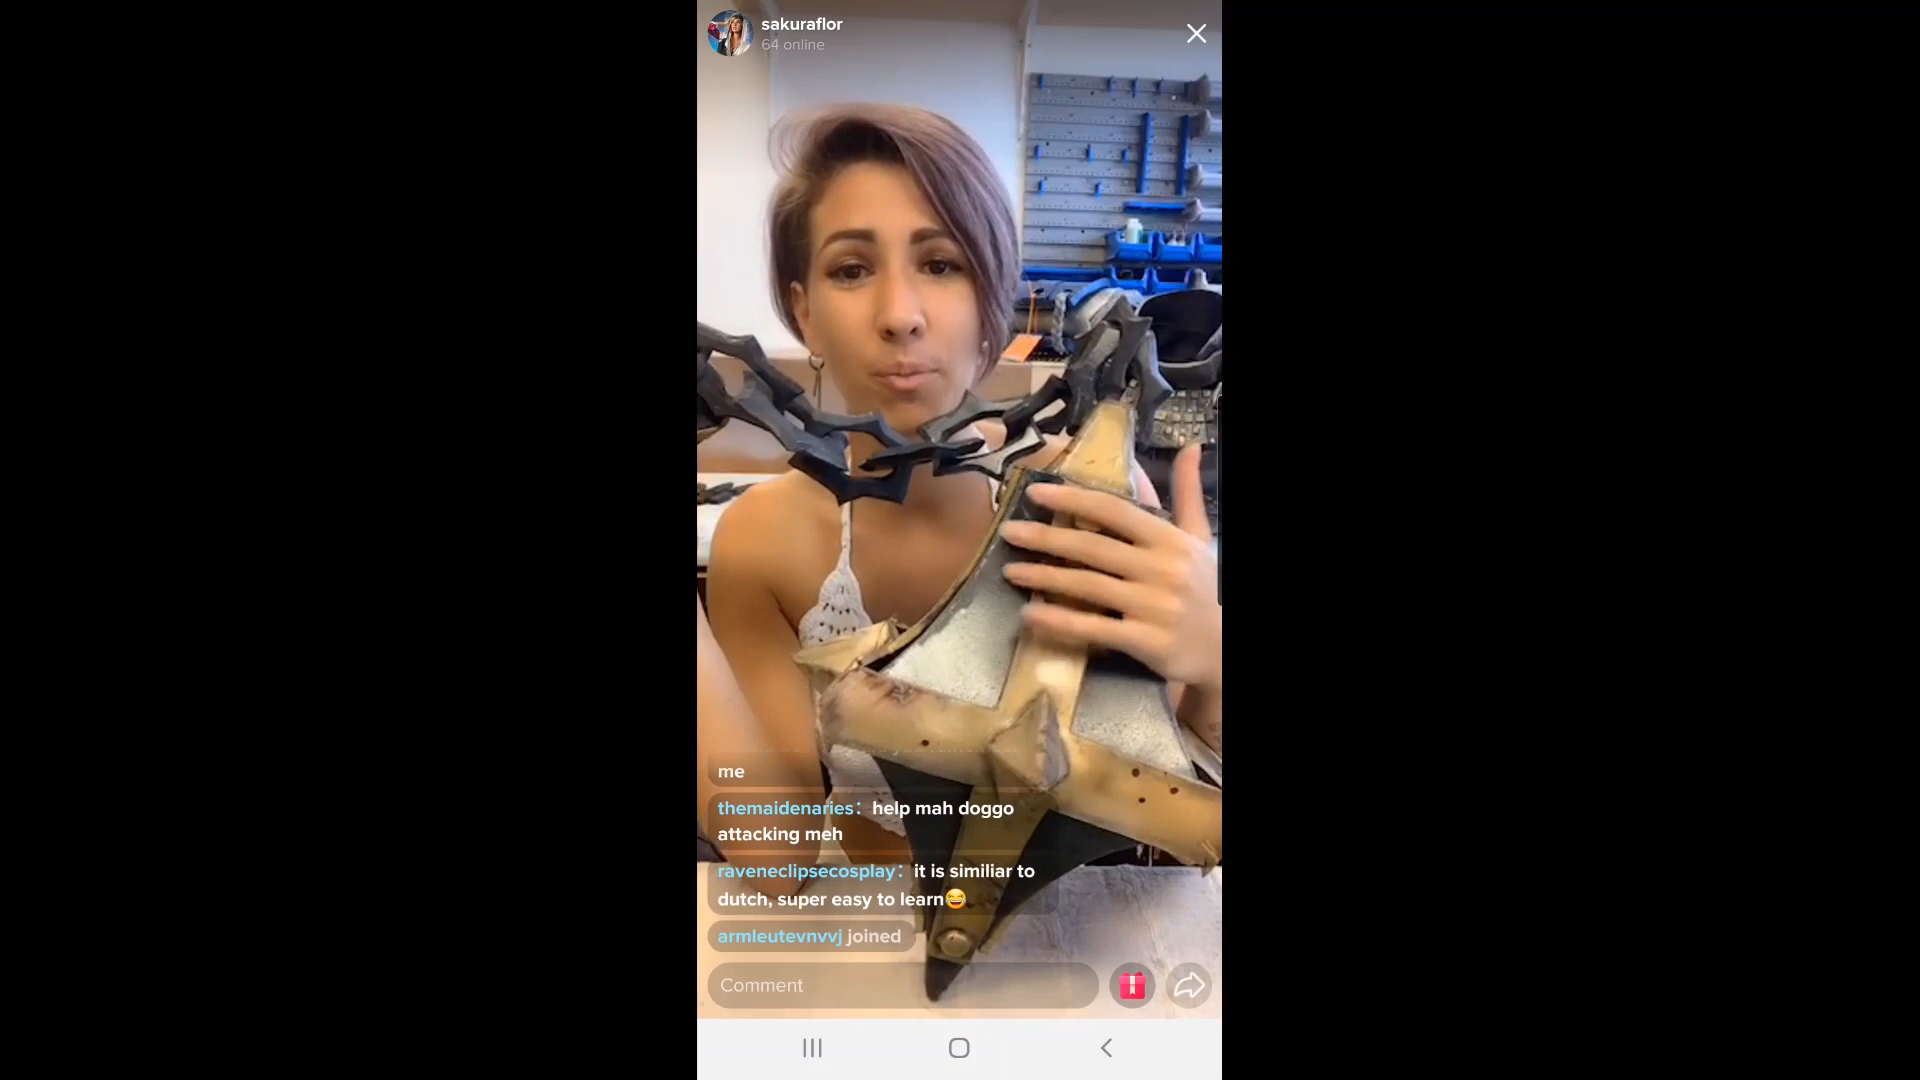 sakuraflor
64 online
me
themaidenaries: help mah doggo
attacking meh
raveneclipsecosplay: it is similiar to
dutch, super easy to learn😂
armleutevnvvj joined
Comment